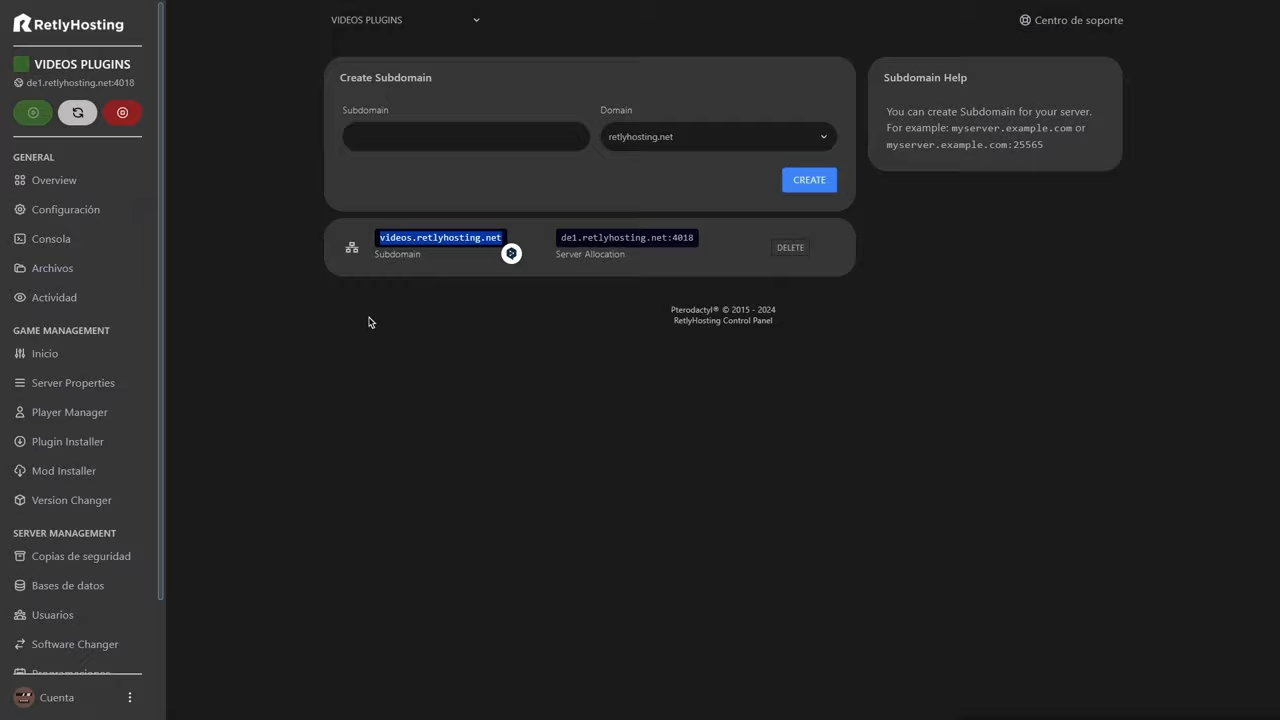 RetlyHosting
VIDEOS PLUGINS
de1.retlyhosting.net:4018
GENERAL
Overview
Configuración
Consola
Archivos
Actividad
GAME MANAGEMENT
Inicio
Server Properties
Player Manager
Plugin Installer
Mod Installer
Version Changer
SERVER MANAGEMENT
Copias de seguridad
Bases de datos
Usuarios
Software Changer
Cuenta
VIDEOS PLUGINS
Centro de soporte
Create Subdomain
Subdomain
Domain
retlyhosting.net
CREATE
videos.retlyhosting.net
Subdomain
de1.retlyhosting.net:4018
Server Allocation
DELETE
Subdomain Help
You can create Subdomain for your server.
For example: myserver.example.com or
myserver.example.com:25565
Pterodactyl® © 2015 - 2024
RetlyHosting Control Panel